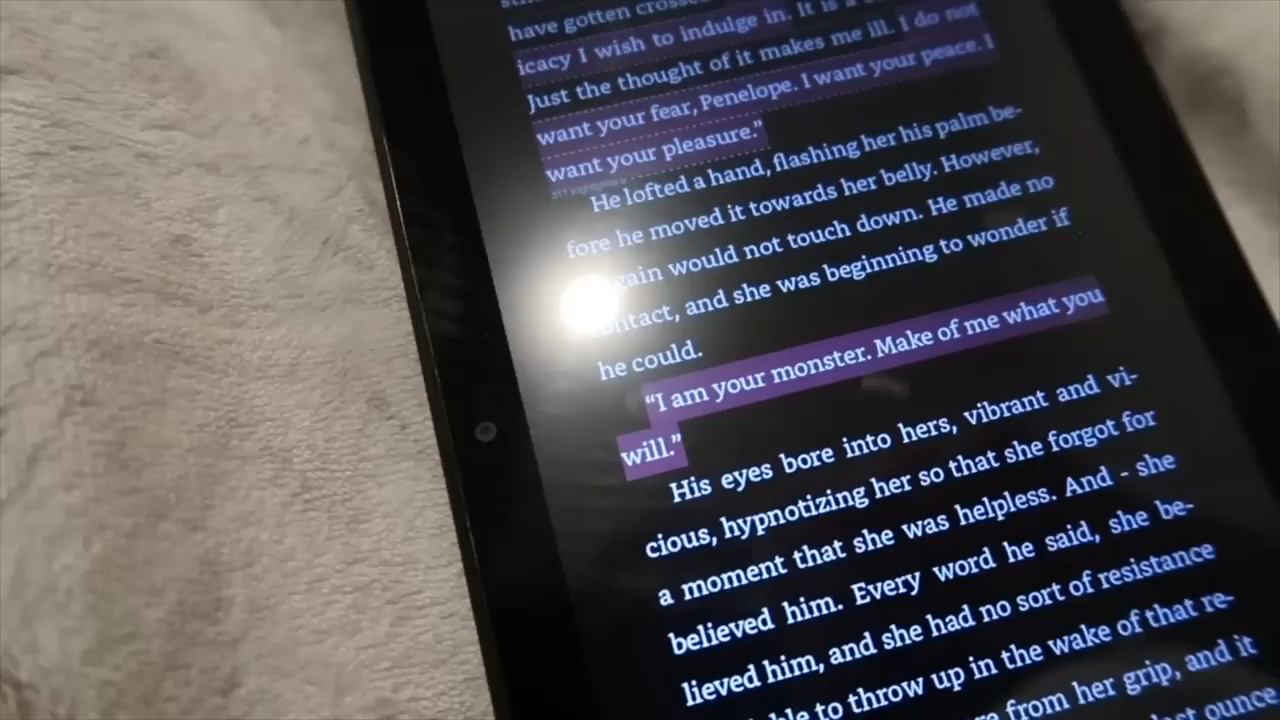 have gotten crosse
icacy I wish to indulge in. It is a
Just the thought of it makes me ill. I do not
want your fear, Penelope. I want your peace. I
want your pleasure.”
He lofted a hand, flashing her his palm be-
fore he moved it towards her belly. However,
again would not touch down. He made no
contact, and she was beginning to wonder if
he could.
“I am your monster. Make of me what you
will.”
His eyes bore into hers, vibrant and vi-
cious, hypnotizing her so that she forgot for
a moment that she was helpless. And - she
believed him. Every word he said, she be-
lieved him, and she had no sort of resistance
to throw up in the wake of that re-
from her grip, and it
ounce